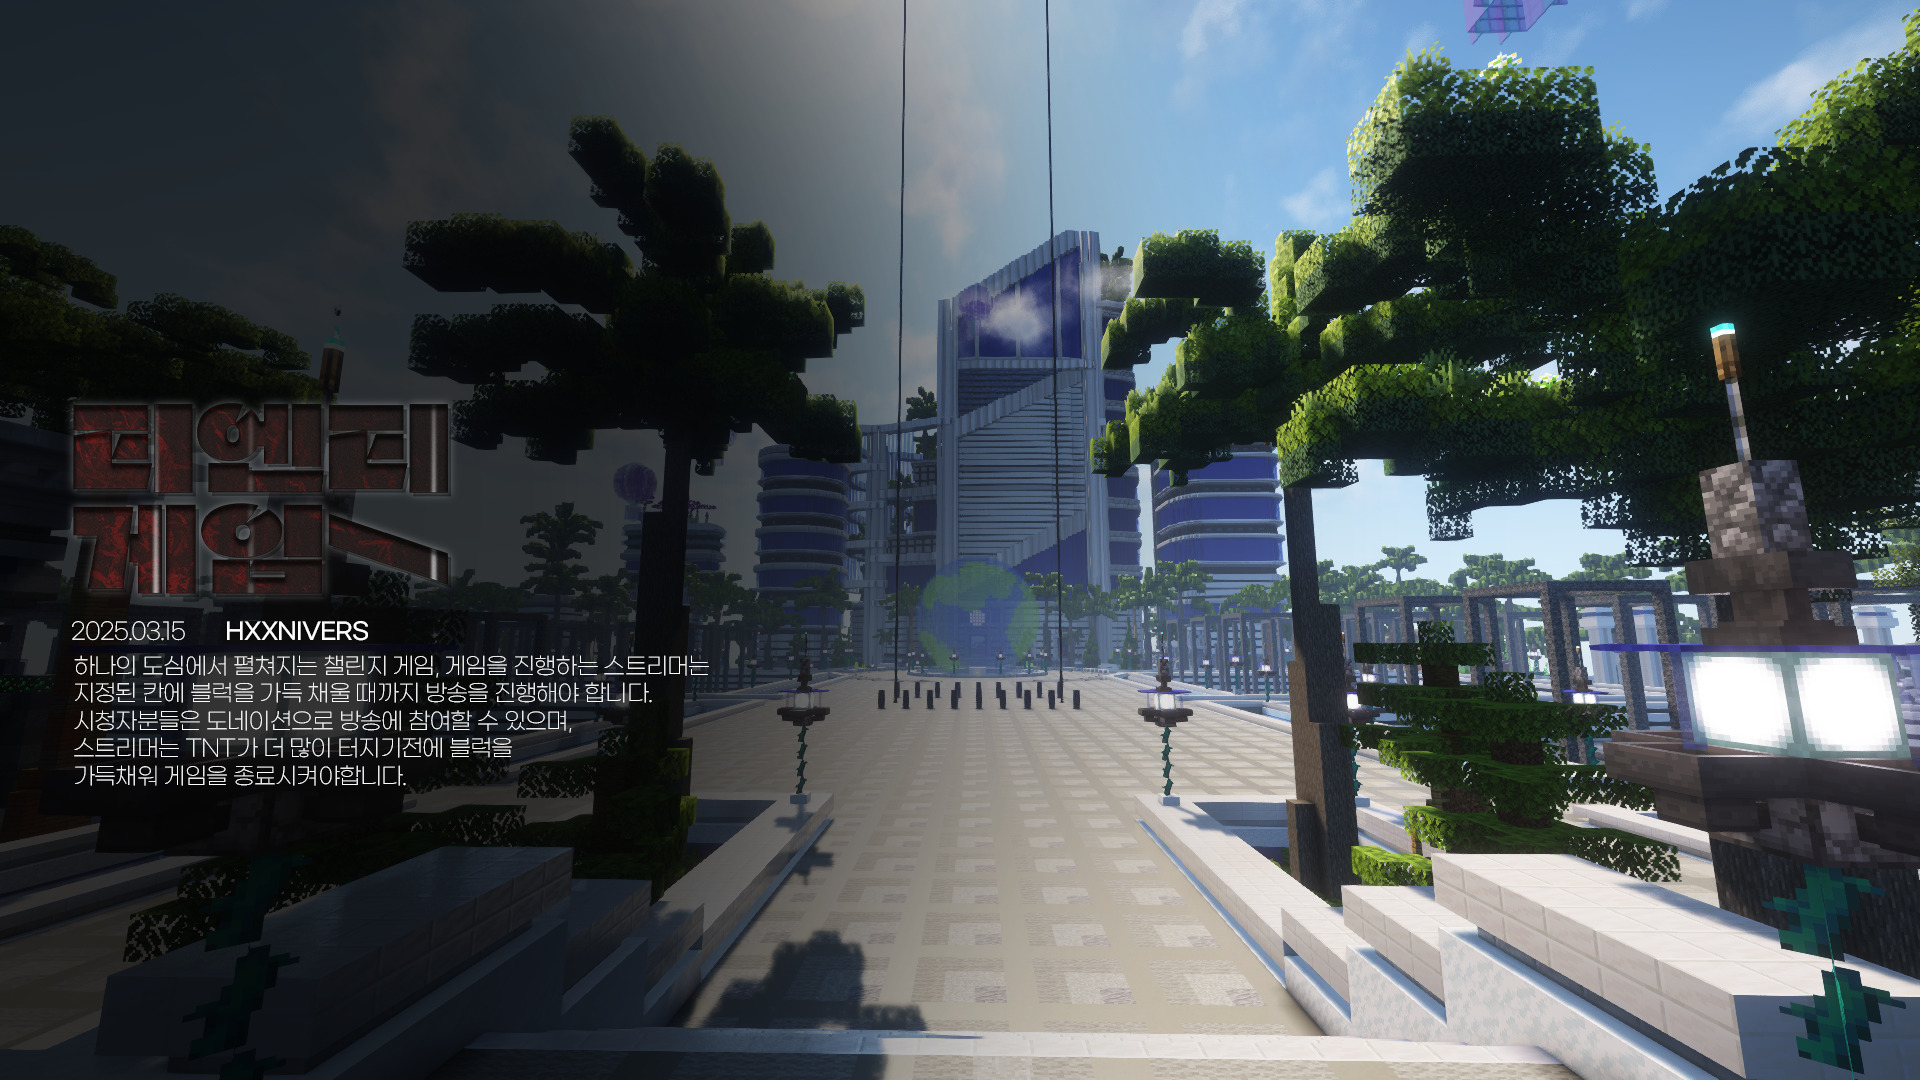 티엔티
게임
2025.03.15 HXXNIVERS
하나의 도심에서 펼쳐지는 챌린지 게임, 게임을 진행하는 스트리머는
지정된 칸에 블럭을 가득 채울 때까지 방송을 진행해야 합니다.
시청자분들은 도네이션으로 방송에 참여할 수 있으며,
스트리머는 TNT가 더 많이 터지기전에 블럭을
가득채워 게임을 종료시켜야합니다.